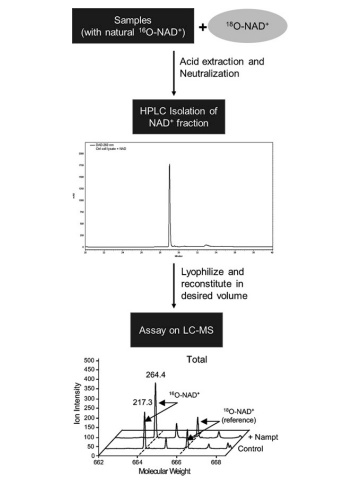 Samples
(with natural ¹⁶O-NAD⁺)
+
¹⁸O-NAD⁺
Acid extraction and
Neutralization
HPLC Isolation of
NAD⁺ fraction
Lyophilize and
reconstitute in
desired volume
Assay on LC-MS
Total
500
450
400
350
300
250
200
150
100
50
0
Ion Intensity
264.4
217.3
¹⁶O-NAD⁺
¹⁸O-NAD⁺
(reference)
+ Nampt
Control
662
664
666
668
Molecular Weight